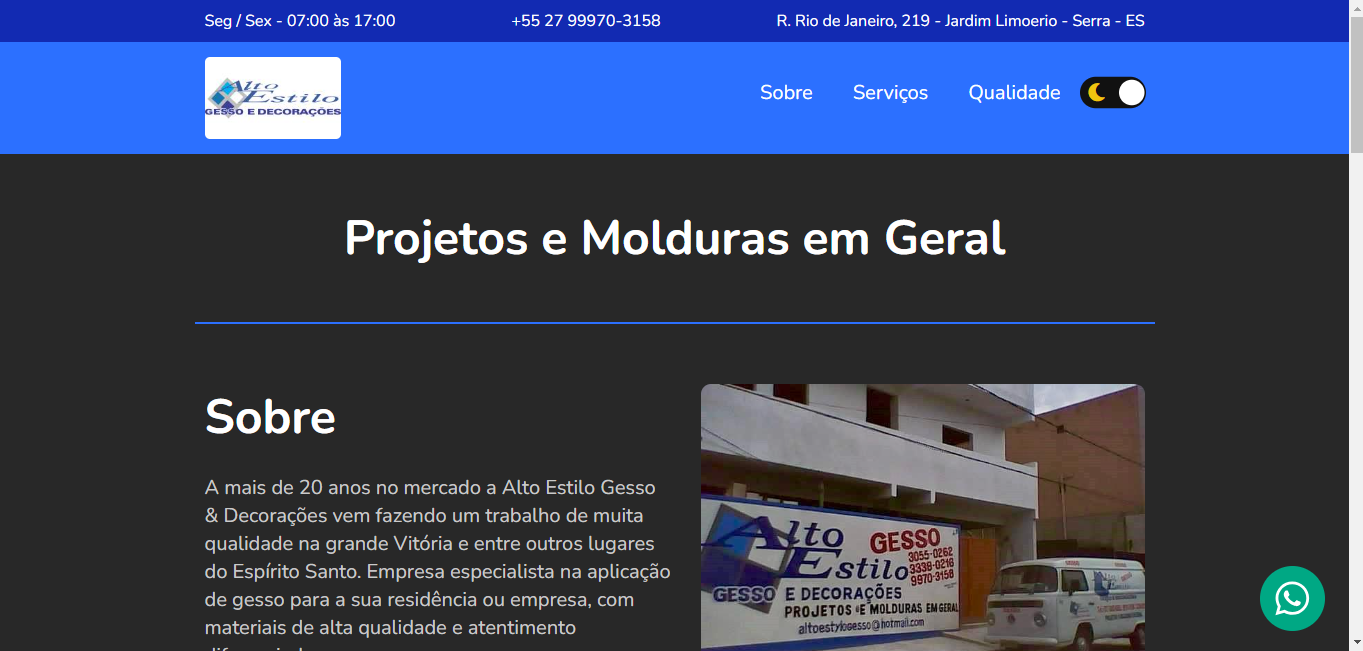 Seg / Sex - 07:00 às 17:00
+55 27 99970-3158
R. Rio de Janeiro, 219 - Jardim Limoerio - Serra - ES
Alto
Estilo
GESSO E DECORAÇÕES
Sobre
Serviços
Qualidade
Projetos e Molduras em Geral
Sobre
A mais de 20 anos no mercado a Alto Estilo Gesso
& Decorações vem fazendo um trabalho de muita
qualidade na grande Vitória e entre outros lugares
do Espírito Santo. Empresa especialista na aplicação
de gesso para a sua residência ou empresa, com
materiais de alta qualidade e atentimento
Alto
Estilo
GESSO
3055-0262
3338-0216
9970-3158
GESSO E DECORAÇÕES
PROJETOS E MOLDURAS EM GERAL
altoestylogesso@hotmail.com